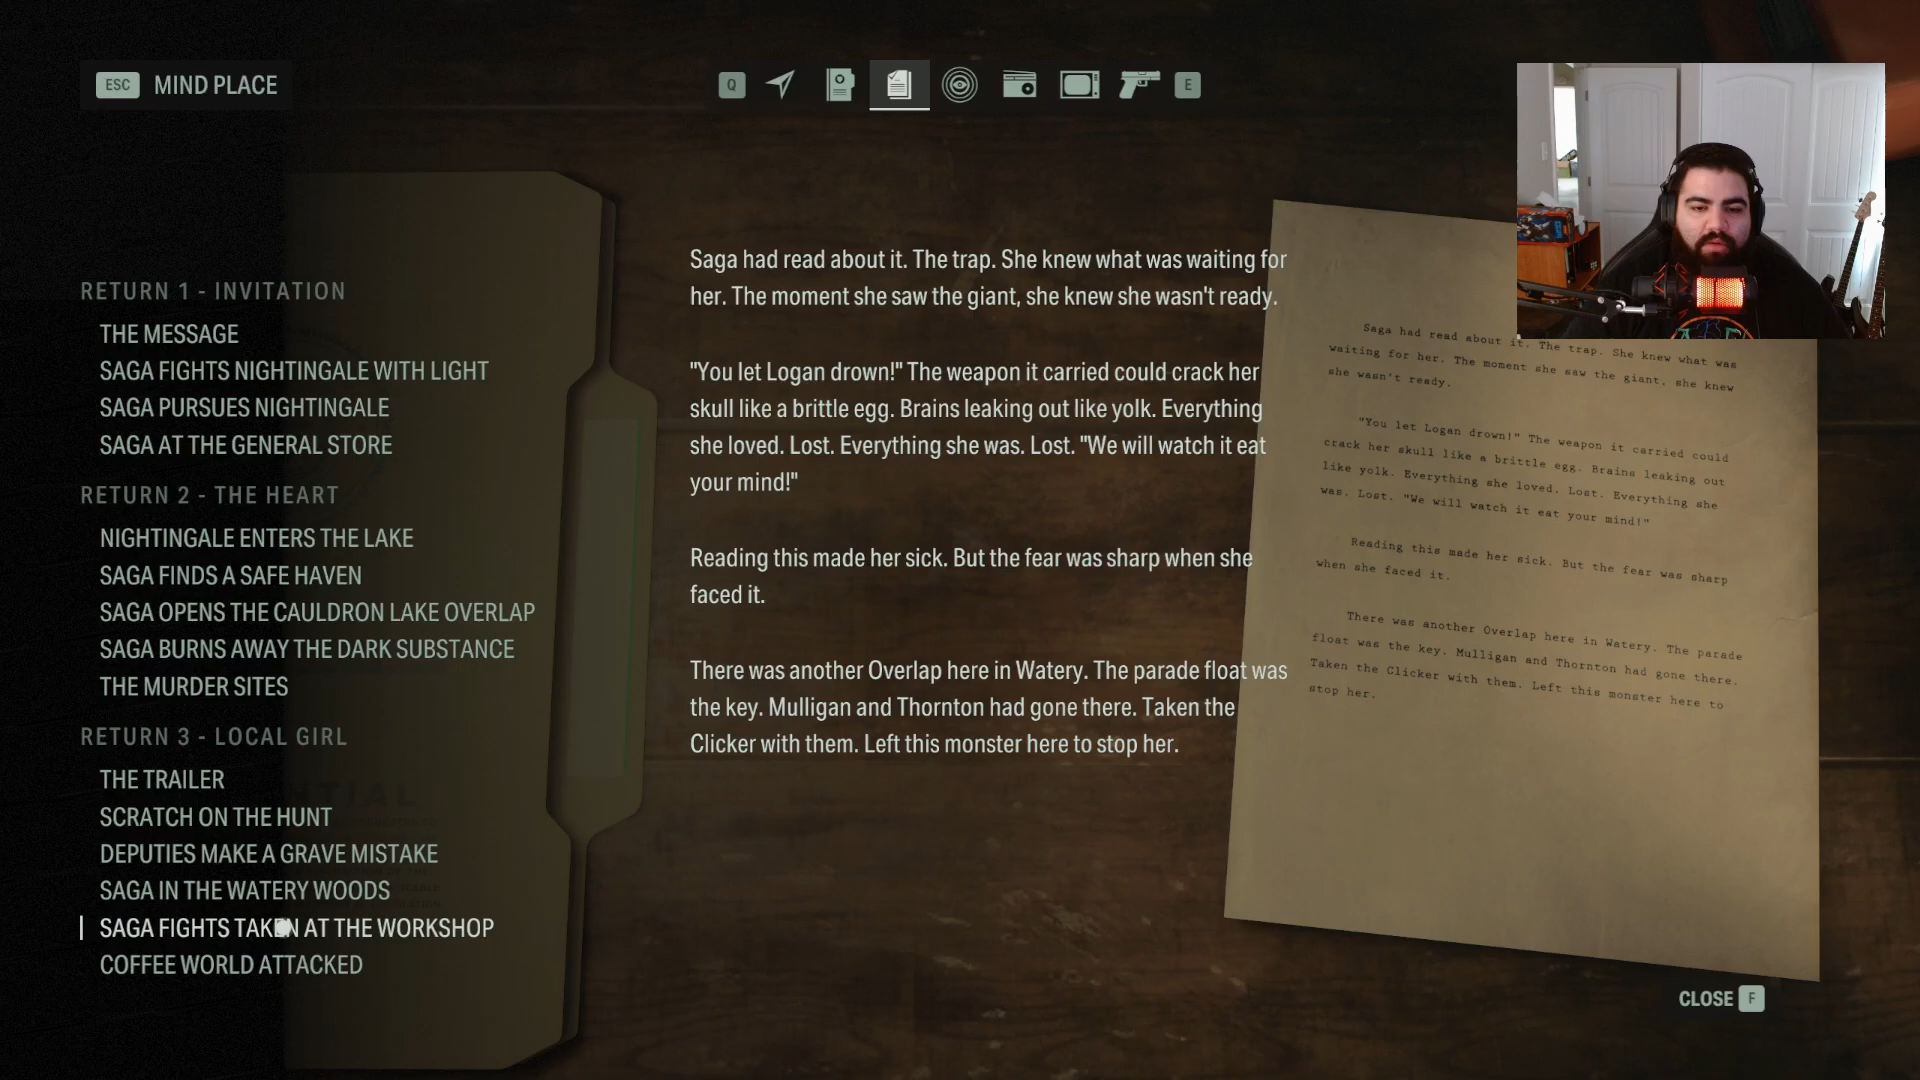 ESC MIND PLACE
Q
E
RETURN 1 - INVITATION
THE MESSAGE
SAGA FIGHTS NIGHTINGALE WITH LIGHT
SAGA PURSUES NIGHTINGALE
SAGA AT THE GENERAL STORE
RETURN 2 - THE HEART
NIGHTINGALE ENTERS THE LAKE
SAGA FINDS A SAFE HAVEN
SAGA OPENS THE CAULDRON LAKE OVERLAP
SAGA BURNS AWAY THE DARK SUBSTANCE
THE MURDER SITES
RETURN 3 - LOCAL GIRL
THE TRAILER
SCRATCH ON THE HUNT
DEPUTIES MAKE A GRAVE MISTAKE
SAGA IN THE WATERY WOODS
SAGA FIGHTS TAKEN AT THE WORKSHOP
COFFEE WORLD ATTACKED
Saga had read about it. The trap. She knew what was waiting for
her. The moment she saw the giant, she knew she wasn't ready.
"You let Logan drown!" The weapon it carried could crack her
skull like a brittle egg. Brains leaking out like yolk. Everything
she loved. Lost. Everything she was. Lost. "We will watch it eat
your mind!"
Reading this made her sick. But the fear was sharp when she
faced it.
There was another Overlap here in Watery. The parade float was
the key. Mulligan and Thornton had gone there. Taken the
Clicker with them. Left this monster here to stop her.
Saga had read about it. The trap. She knew what was
waiting for her. The moment she saw the giant, she knew
she wasn't ready.
"You let Logan drown!" The weapon it carried could
crack her skull like a brittle egg. Brains leaking out
like yolk. Everything she loved. Lost. Everything she
was. Lost. "We will watch it eat your mind!"
Reading this made her sick. But the fear was sharp
when she faced it.
There was another Overlap here in Watery. The parade
float was the key. Mulligan and Thornton had gone there.
Taken the Clicker with them. Left this monster here to
stop her.
CLOSE F